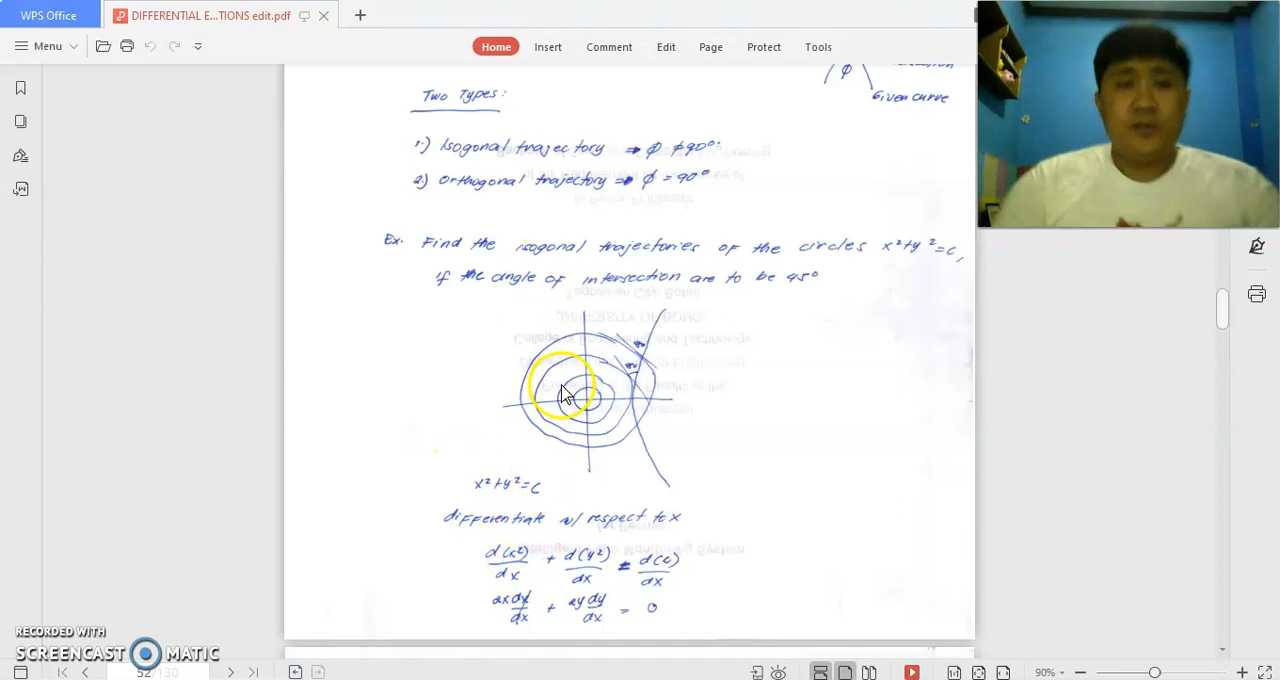 WPS Office
DIFFERENTIAL E...TIONS edit.pdf
Menu
Home Insert Comment Edit Page Protect Tools
Given curve
φ
Two Types:
1.) Isogonal trajectory ⇒ φ ≠ 90°
2) Orthogonal trajectory ⇒ φ = 90°
Ex. Find the isogonal trajectories of the circles x²+y²=c,
if the angle of intersection are to be 45°
x²+y²=c
differentiate w/ respect to x
d(x²)/dx + d(y²)/dx = d(c)/dx
2x dx/dx + 2y dy/dx = 0
RECORDED WITH
SCREENCAST MATIC
52/130
90%